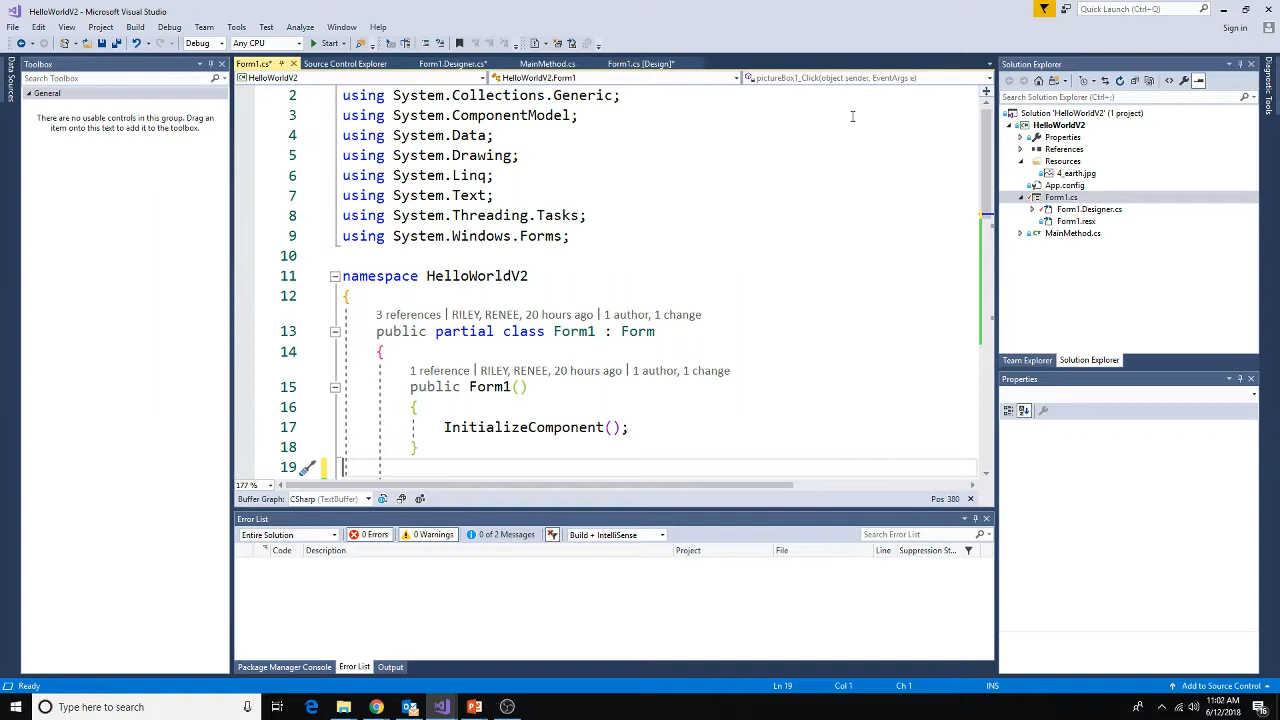 HelloWorldV2 - Microsoft Visual Studio
Quick Launch (Ctrl+Q)
File Edit View Project Build Debug Team Tools Test Analyze Window Help
Sign in
Debug Any CPU Start
Data Sources
Toolbox
Search Toolbox
General
There are no usable controls in this group. Drag an
item onto this text to add it to the toolbox.
Form1.cs* Source Control Explorer Form1.Designer.cs* MainMethod.cs Form1.cs [Design]*
HelloWorldV2 HelloWorldV2.Form1 pictureBox1_Click(object sender, EventArgs e)
2 using System.Collections.Generic;
3 using System.ComponentModel;
4 using System.Data;
5 using System.Drawing;
6 using System.Linq;
7 using System.Text;
8 using System.Threading.Tasks;
9 using System.Windows.Forms;
10
11 namespace HelloWorldV2
12 {
3 references | RILEY, RENEE, 20 hours ago | 1 author, 1 change
13 public partial class Form1 : Form
14 {
1 reference | RILEY, RENEE, 20 hours ago | 1 author, 1 change
15 public Form1()
16 {
17 InitializeComponent();
18 }
19
177 %
Buffer Graph: CSharp (TextBuffer) Pos 380
Error List
Entire Solution 0 Errors 0 Warnings 0 of 2 Messages Build + IntelliSense Search Error List
Code Description Project File Line Suppression St...
Package Manager Console Error List Output
Solution Explorer
Search Solution Explorer (Ctrl+;)
Solution 'HelloWorldV2' (1 project)
HelloWorldV2
Properties
References
Resources
4_earth.jpg
App.config
Form1.cs
Form1.Designer.cs
Form1.resx
MainMethod.cs
Team Explorer Solution Explorer
Properties
Diagnostic Tools
Ready Ln 19 Col 1 Ch 1 INS Add to Source Control
Type here to search
11:02 AM
6/12/2018